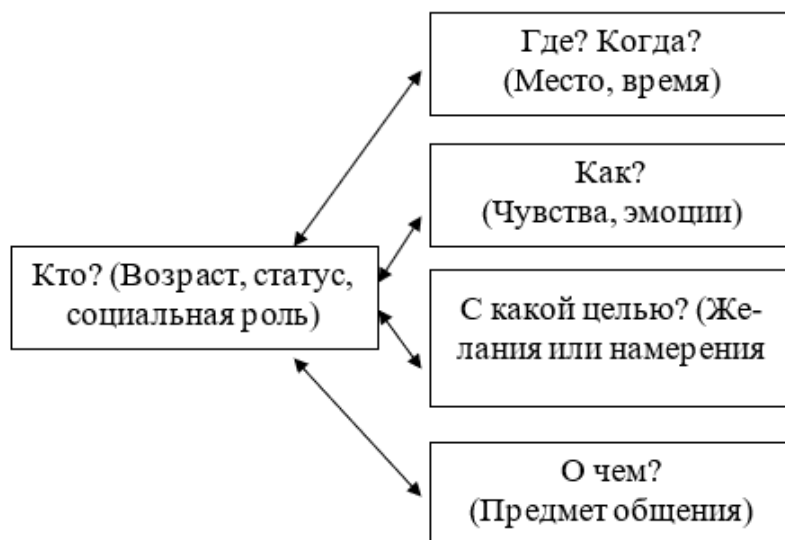 Где? Когда?
(Место, время)
Как?
(Чувства, эмоции)
Кто? (Возраст, статус,
социальная роль)
С какой целью? (Же-
лания или намерения
О чем?
(Предмет общения)